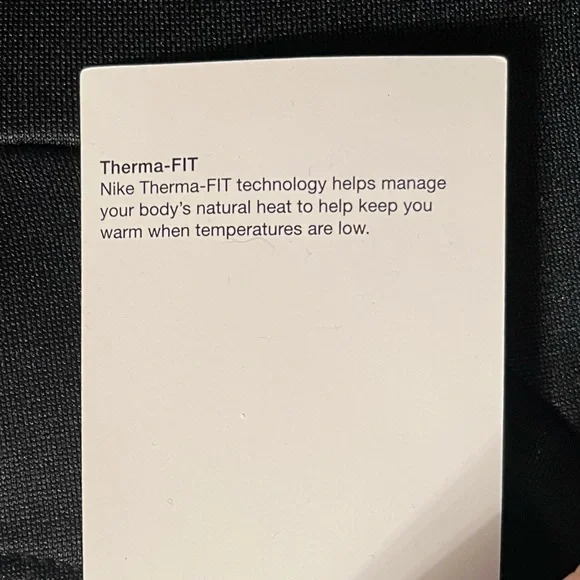 Therma-FIT
Nike Therma-FIT technology helps manage
your body’s natural heat to help keep you
warm when temperatures are low.